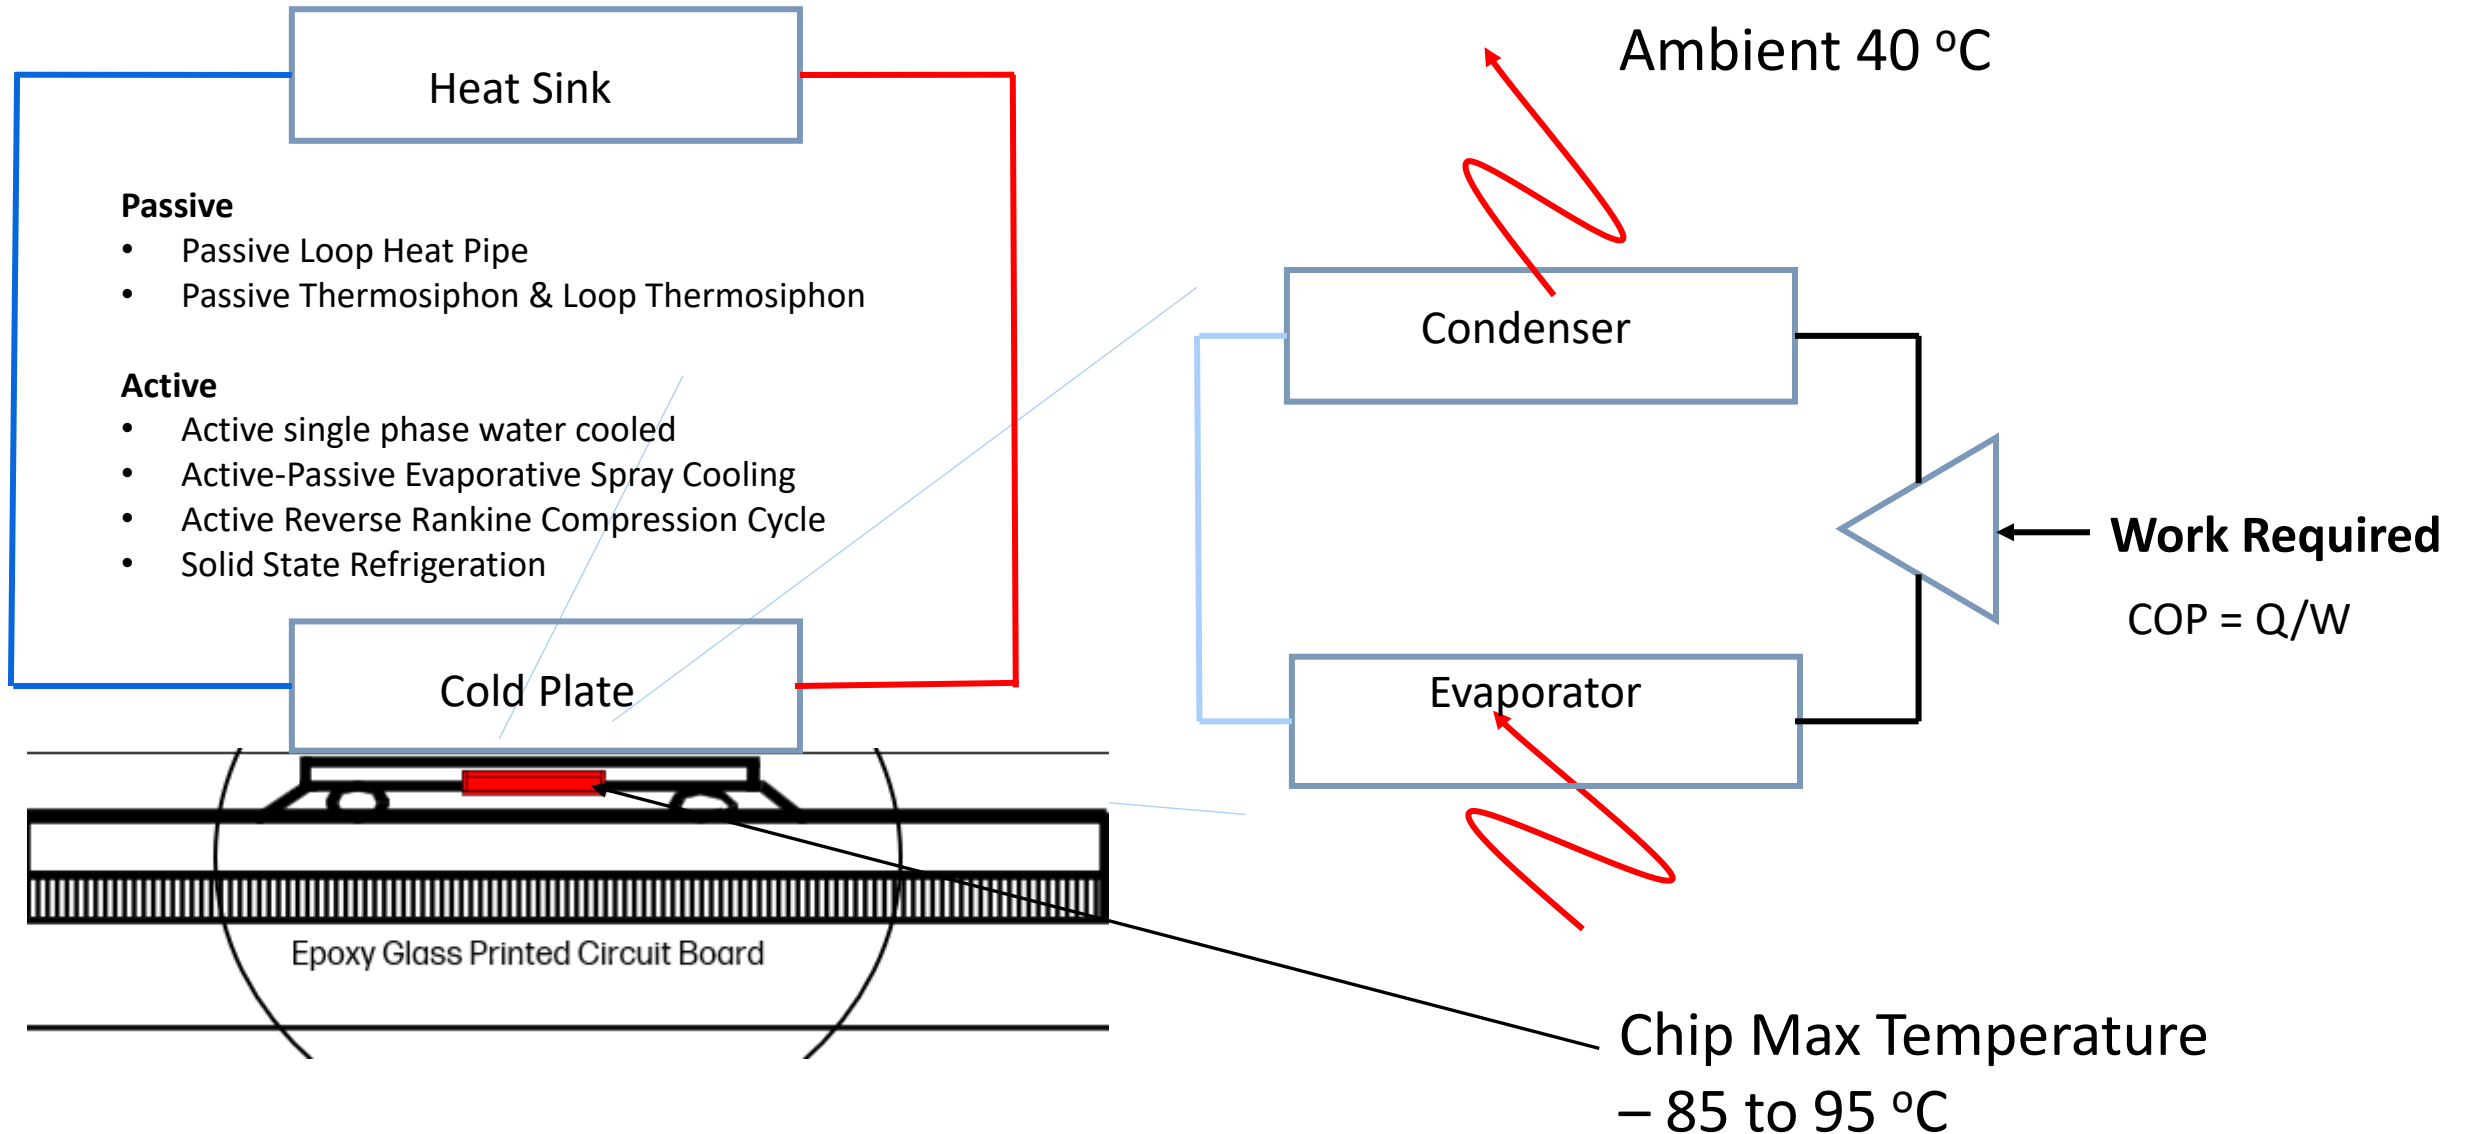 Heat Sink
Passive
• Passive Loop Heat Pipe
• Passive Thermosiphon & Loop Thermosiphon
Active
• Active single phase water cooled
• Active-Passive Evaporative Spray Cooling
• Active Reverse Rankine Compression Cycle
• Solid State Refrigeration
Cold Plate
Epoxy Glass Printed Circuit Board
Ambient 40 ºC
Condenser
Work Required
COP = Q/W
Evaporator
Chip Max Temperature
– 85 to 95 ºC